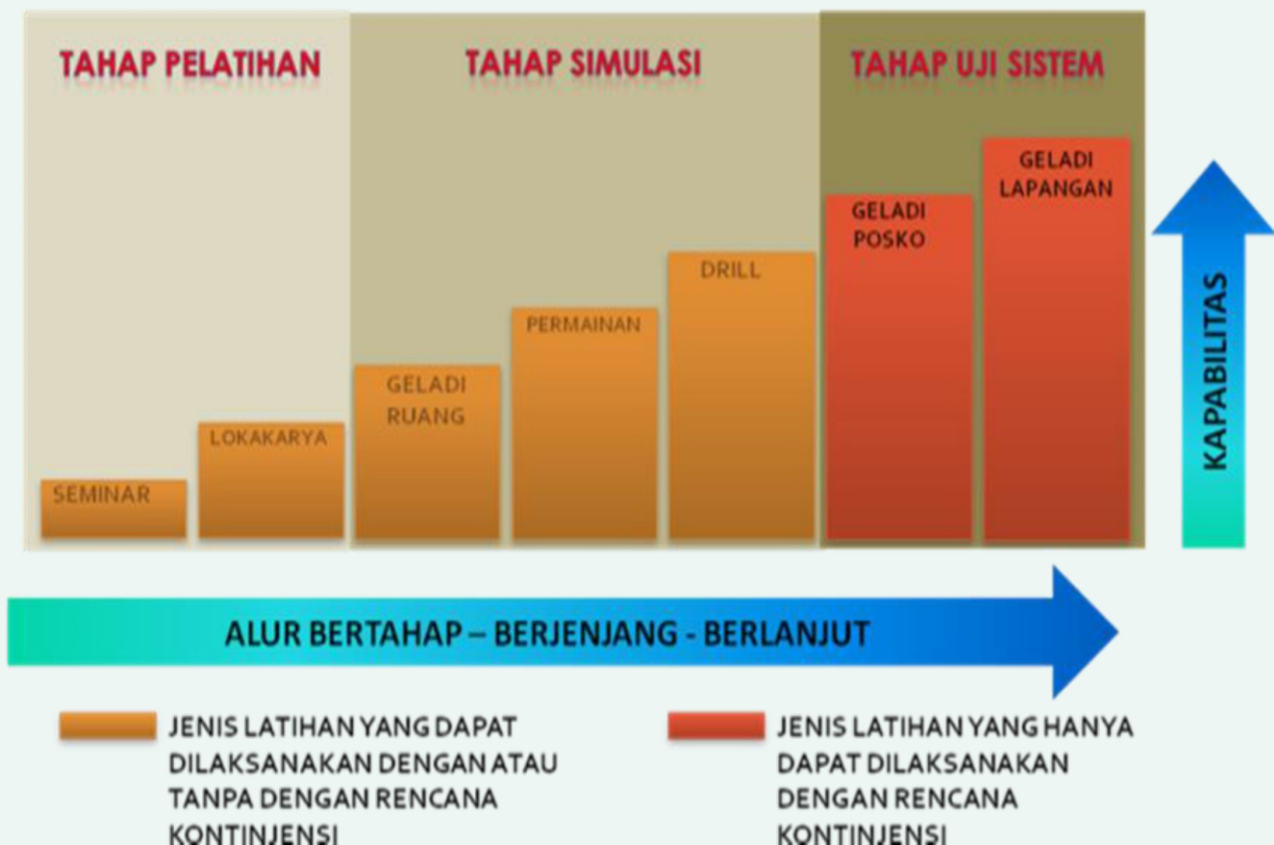 TAHAP PELATIHAN
TAHAP SIMULASI
TAHAP UJI SISTEM
SEMINAR
LOKAKARYA
GELADI
RUANG
PERMAINAN
DRILL
GELADI
POSKO
GELADI
LAPANGAN
KAPABILITAS
ALUR BERTAHAP – BERJENJANG - BERLANJUT
JENIS LATIHAN YANG DAPAT
DILAKSANAKAN DENGAN ATAU
TANPA DENGAN RENCANA
KONTINJENSI
JENIS LATIHAN YANG HANYA
DAPAT DILAKSANAKAN
DENGAN RENCANA
KONTINJENSI